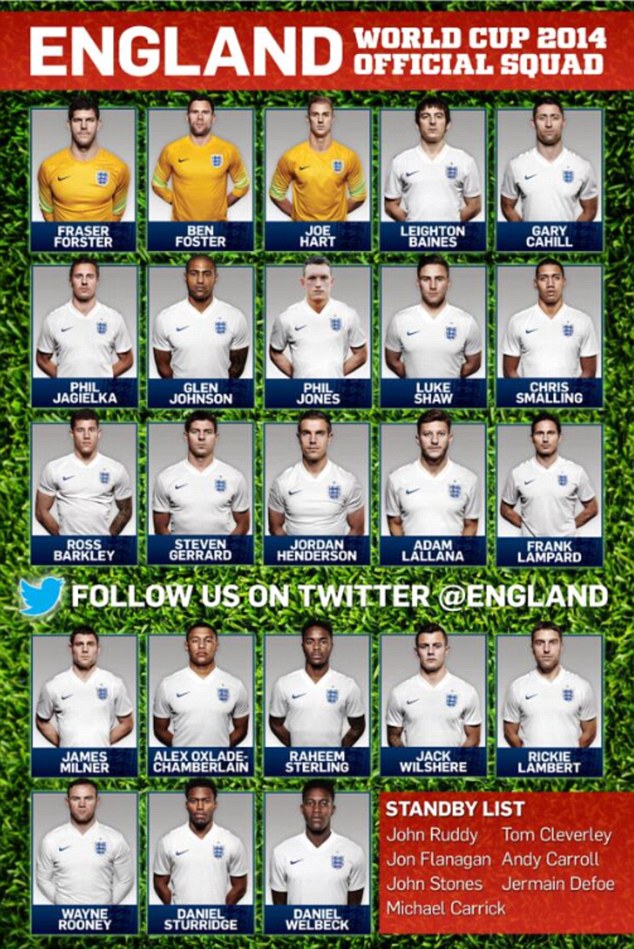 ENGLAND
WORLD CUP 2014
OFFICIAL SQUAD
FRASER
FORSTER
BEN
FOSTER
JOE
HART
LEIGHTON
BAINES
GARY
CAHILL
PHIL
JAGIELKA
GLEN
JOHNSON
PHIL
JONES
LUKE
SHAW
CHRIS
SMALLING
ROSS
BARKLEY
STEVEN
GERRARD
JORDAN
HENDERSON
ADAM
LALLANA
FRANK
LAMPARD
FOLLOW US ON TWITTER @ENGLAND
JAMES
MILNER
ALEX OXLADE-
CHAMBERLAIN
RAHEEM
STERLING
JACK
WILSHERE
RICKIE
LAMBERT
WAYNE
ROONEY
DANIEL
STURRIDGE
DANIEL
WELBECK
STANDBY LIST
John Ruddy Tom Cleverley
Jon Flanagan Andy Carroll
John Stones Jermain Defoe
Michael Carrick